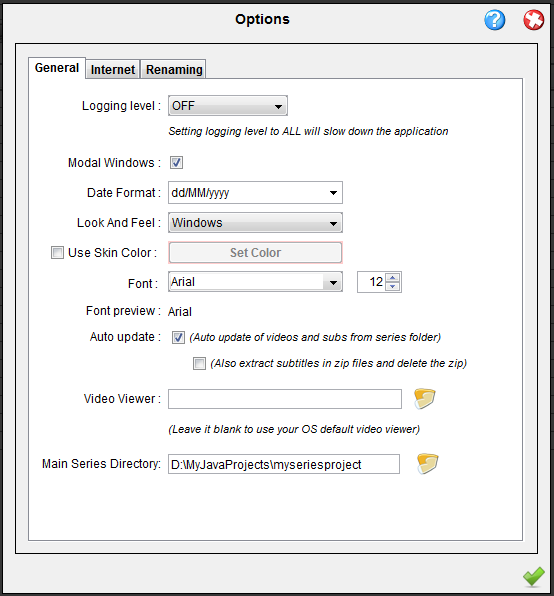 Options
General Internet Renaming
Logging level : OFF
Setting logging level to ALL will slow down the application
Modal Windows :
Date Format : dd/MM/yyyy
Look And Feel : Windows
Use Skin Color : Set Color
Font : Arial 12
Font preview : Arial
Auto update : (Auto update of videos and subs from series folder)
(Also extract subtitles in zip files and delete the zip)
Video Viewer :
(Leave it blank to use your OS default video viewer)
Main Series Directory: D:\MyJavaProjects\myseriesproject